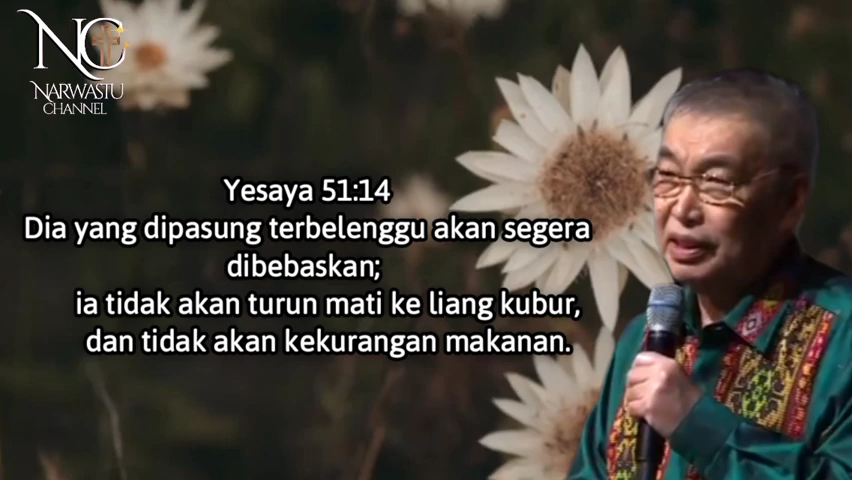 NC
NARWASTU
CHANNEL
Yesaya 51:14
Dia yang dipasung terbelenggu akan segera
dibebaskan;
ia tidak akan turun mati ke liang kubur,
dan tidak akan kekurangan makanan.